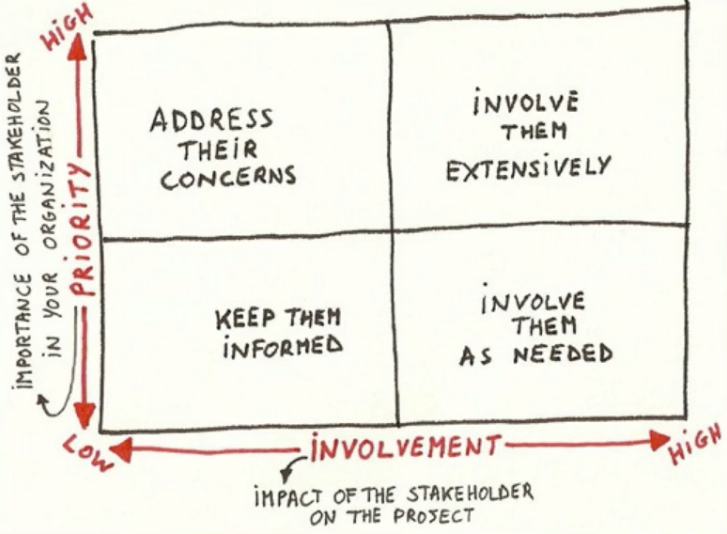 HIGH
IMPORTANCE OF THE STAKEHOLDER
IN YOUR ORGANIZATION
PRIORITY
ADDRESS
THEIR
CONCERNS
INVOLVE
THEM
EXTENSIVELY
KEEP THEM
INFORMED
INVOLVE
THEM
AS NEEDED
LOW
INVOLVEMENT
HIGH
IMPACT OF THE STAKEHOLDER
ON THE PROJECT